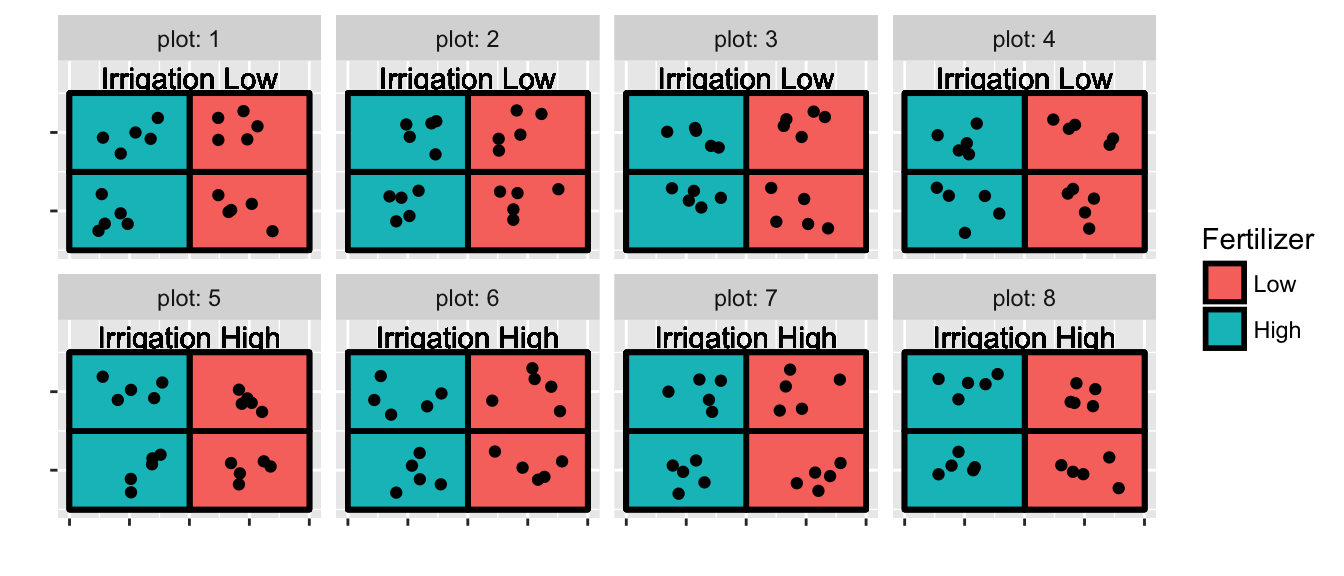 plot: 1
plot: 2
plot: 3
plot: 4
Irrigation Low
Irrigation Low
Irrigation Low
Irrigation Low
Fertilizer
Low
High
plot: 5
plot: 6
plot: 7
plot: 8
Irrigation High
Irrigation High
Irrigation High
Irrigation High